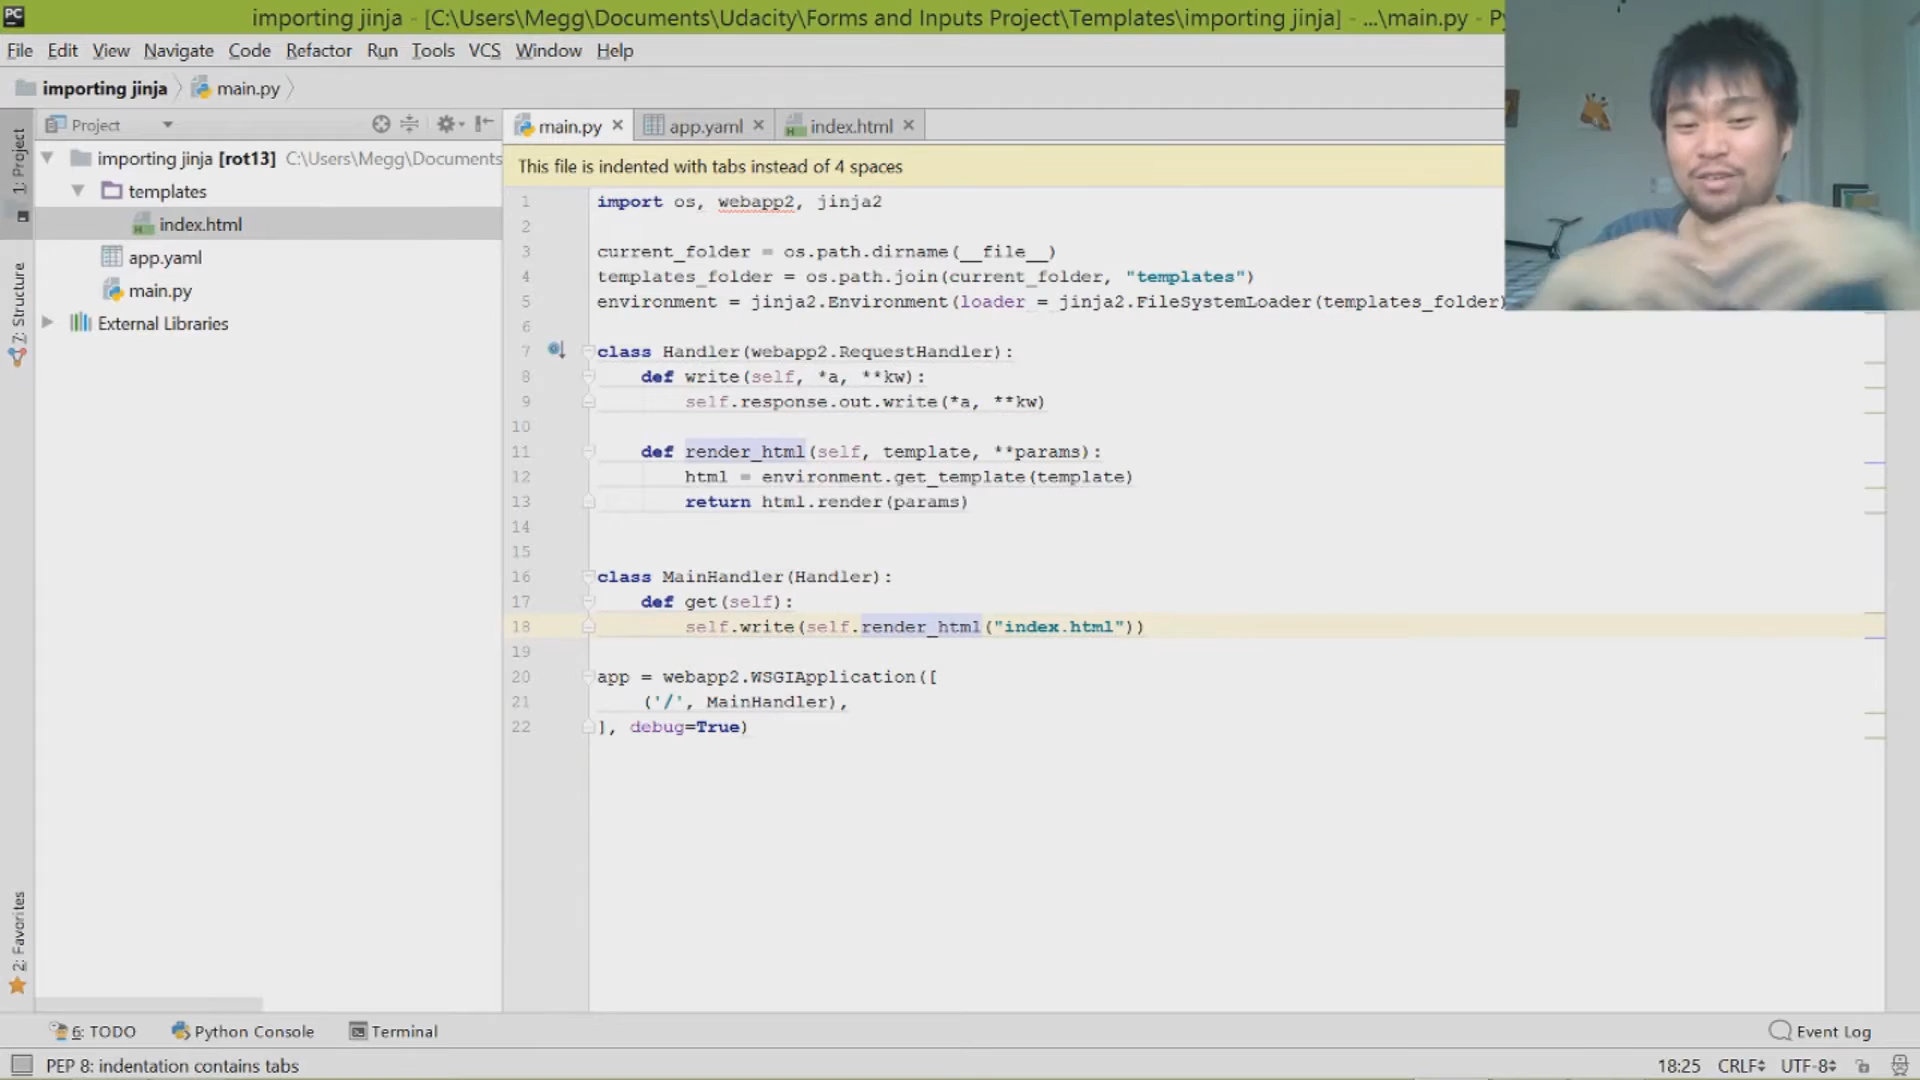 PC importing jinja - [C:\Users\Megg\Documents\Udacity\Forms and Inputs Project\Templates\importing jinja] - ...\main.py -
File Edit View Navigate Code Refactor Run Tools VCS Window Help
importing jinja main.py
1: Project
7: Structure
2: Favorites
Project
importing jinja [rot13] C:\Users\Megg\Documents
templates
index.html
app.yaml
main.py
External Libraries
main.py app.yaml index.html
This file is indented with tabs instead of 4 spaces
1 import os, webapp2, jinja2
2
3 current_folder = os.path.dirname(__file__)
4 templates_folder = os.path.join(current_folder, "templates")
5 environment = jinja2.Environment(loader = jinja2.FileSystemLoader(templates_folder)
6
7 class Handler(webapp2.RequestHandler):
8 def write(self, *a, **kw):
9 self.response.out.write(*a, **kw)
10
11 def render_html(self, template, **params):
12 html = environment.get_template(template)
13 return html.render(params)
14
15
16 class MainHandler(Handler):
17 def get(self):
18 self.write(self.render_html("index.html"))
19
20 app = webapp2.WSGIApplication([
21 ('/', MainHandler),
22 ], debug=True)
6: TODO Python Console Terminal Event Log
PEP 8: indentation contains tabs 18:25 CRLF UTF-8